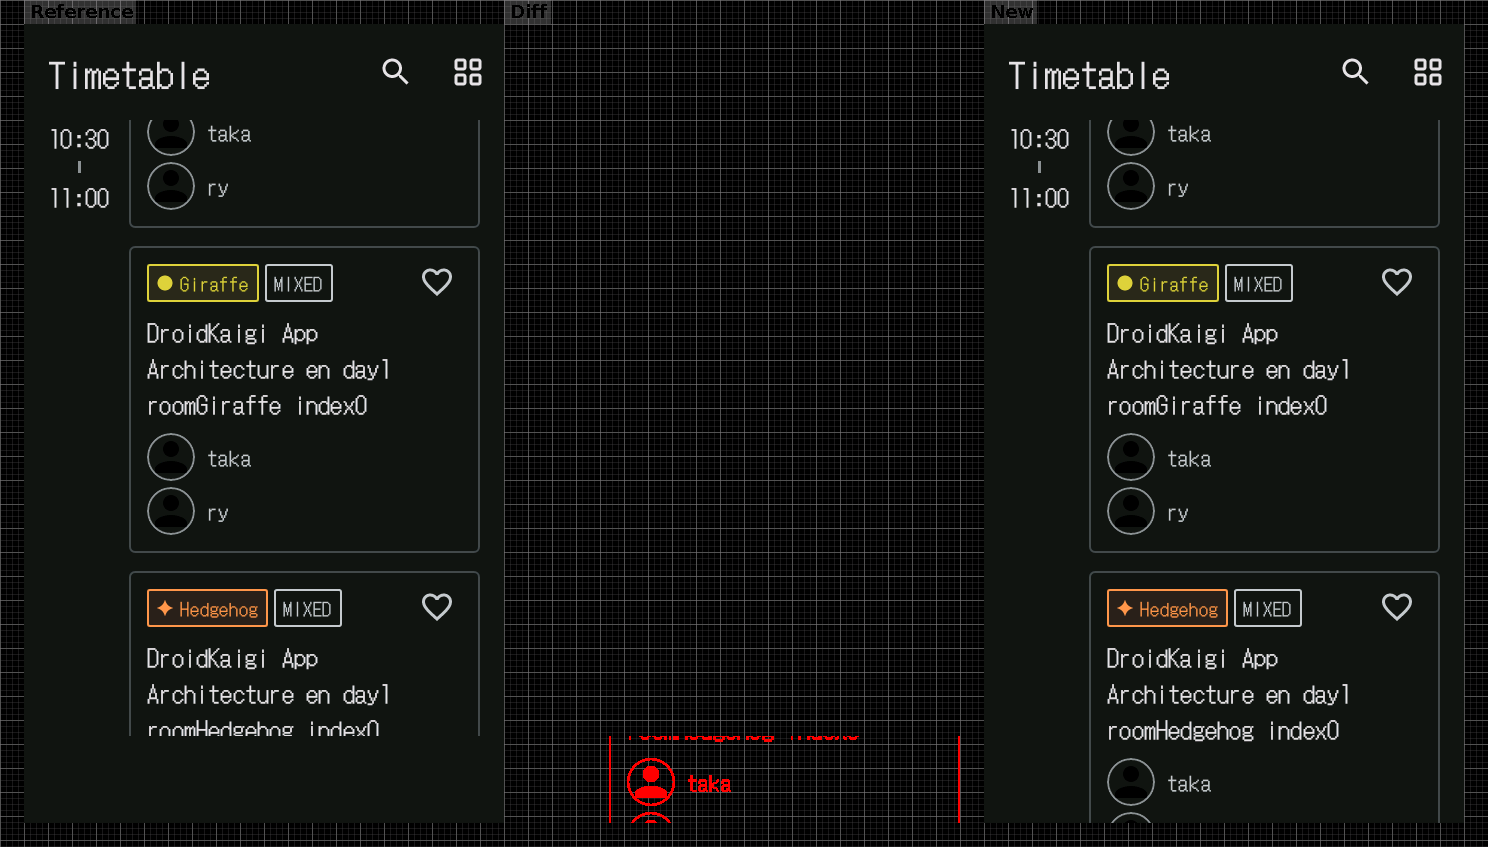 Reference
Timetable
10:30
11:00
taka
ry
Giraffe MIXED
DroidKaigi App
Architecture en day1
roomGiraffe index0
taka
ry
Hedgehog MIXED
DroidKaigi App
Architecture en day1
roomHedgehog index0
Diff
taka
New
Timetable
10:30
11:00
taka
ry
Giraffe MIXED
DroidKaigi App
Architecture en day1
roomGiraffe index0
taka
ry
Hedgehog MIXED
DroidKaigi App
Architecture en day1
roomHedgehog index0
taka